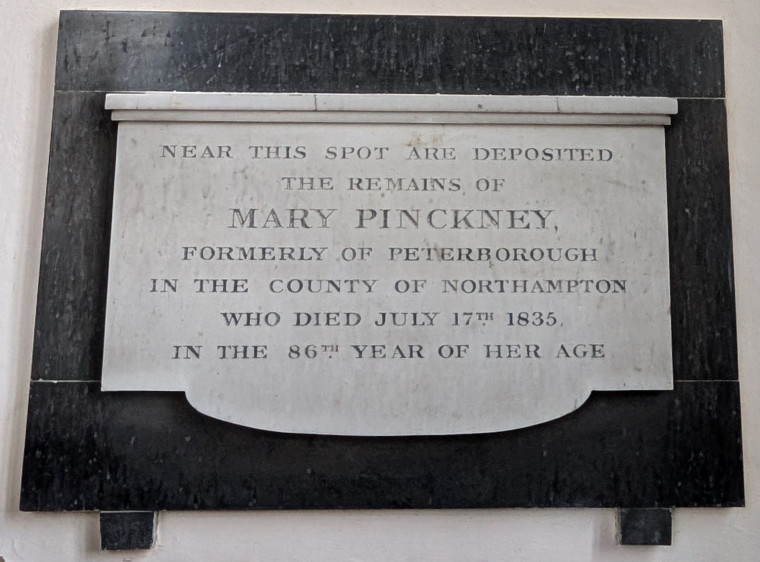 NEAR THIS SPOT ARE DEPOSITED
THE REMAINS OF
MARY PINCKNEY,
FORMERLY OF PETERBOROUGH
IN THE COUNTY OF NORTHAMPTON
WHO DIED JULY 17TH 1835,
IN THE 86TH YEAR OF HER AGE